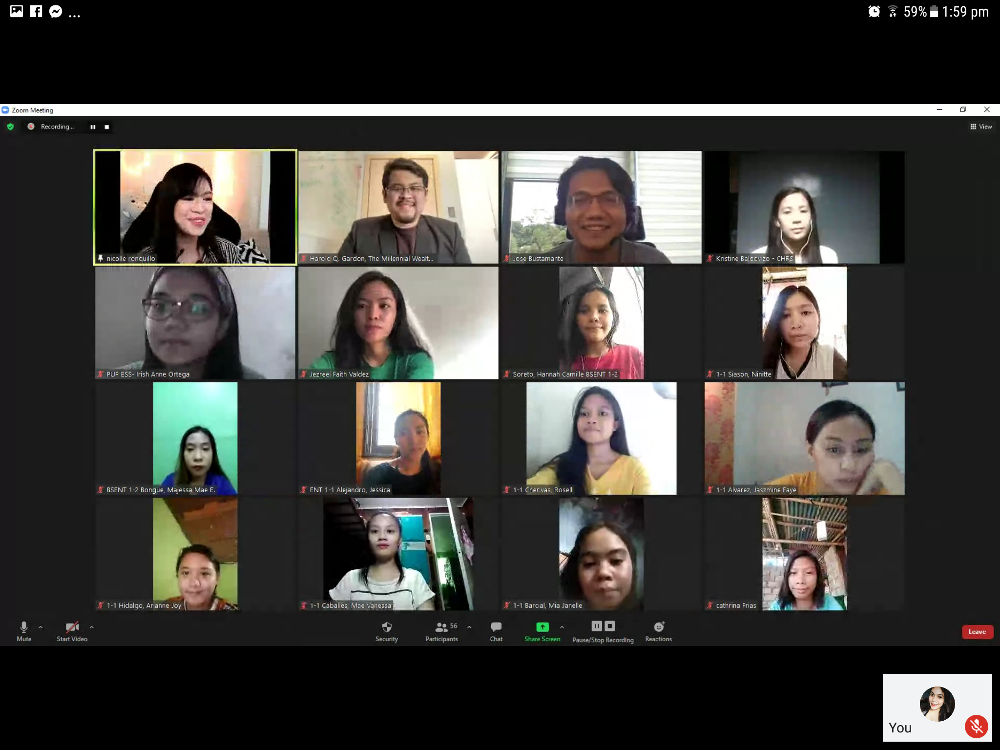 ... 59% 1:59 pm
Zoom Meeting
Recording... View
nicolle ronquillo
Harold Q. Gardon, The Millennial Wealt...
Jose Bustamante
Kristine Baldovizo - CHRS
PUP ESS- Irish Anne Ortega
Jezreel Faith Valdez
Soreto, Hannah Camille BSENT 1-2
1-1 Siason, Ninitte
BSENT 1-2 Bongue, Majessa Mae E.
ENT 1-1 Alejandro, Jessica
1-1 Cherivas, Rosell
1-1 Alvarez, Jaszmine Faye
1-1 Hidalgo, Arianne Joy
1-1 Caballes, Mae Vanessa
1-1 Barcial, Mia Janelle
cathrina Frias
Mute
Start Video
Security
Participants 56
Chat
Share Screen
Pause/Stop Recording
Reactions
Leave
You